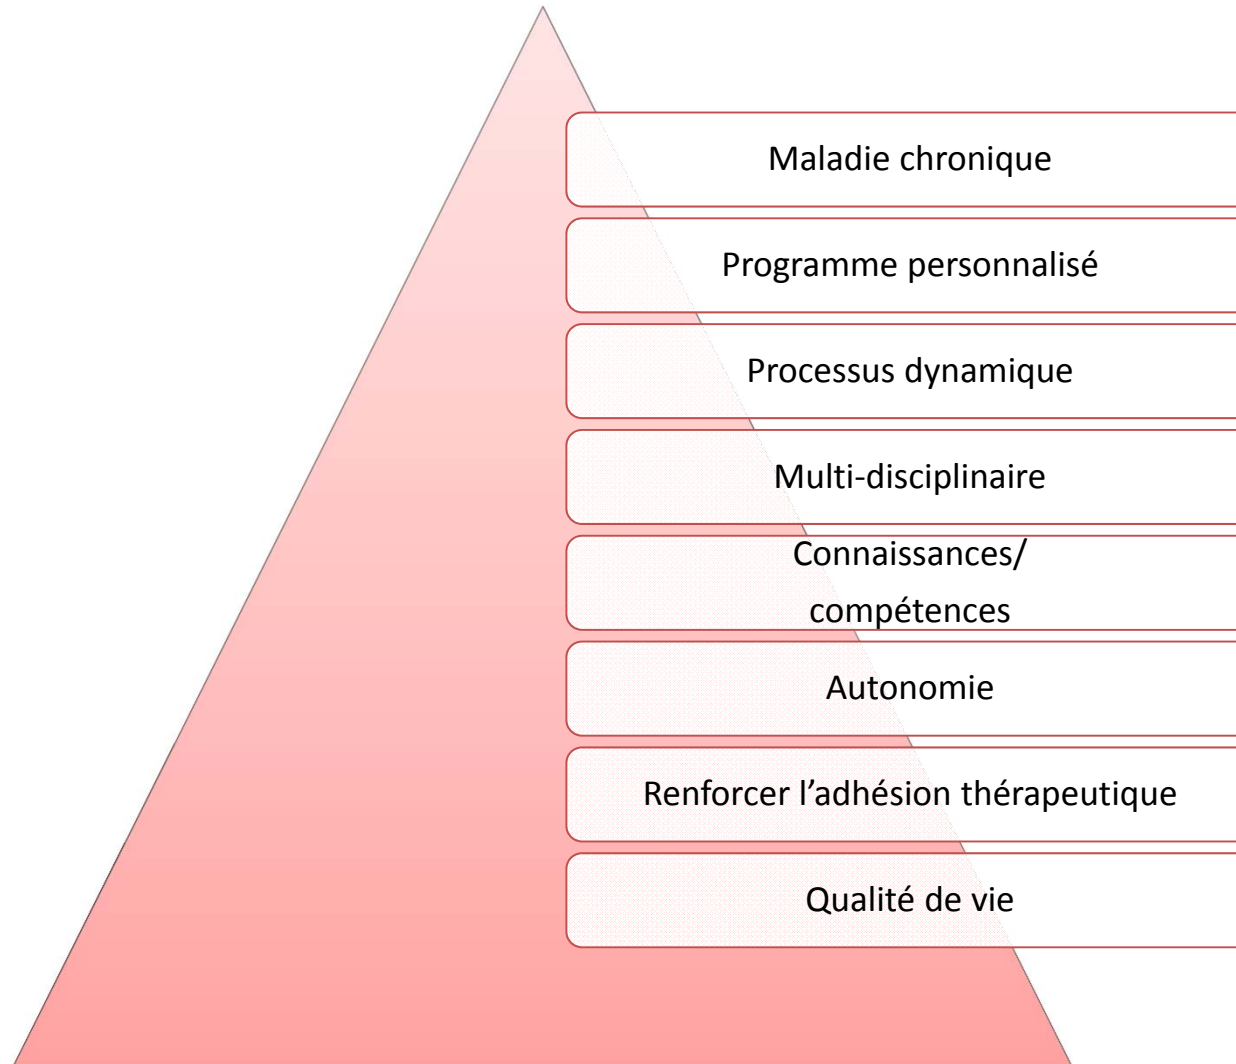 Maladie chronique
Programme personnalisé
Processus dynamique
Multi-disciplinaire
Connaissances/
compétences
Autonomie
Renforcer l’adhésion thérapeutique
Qualité de vie